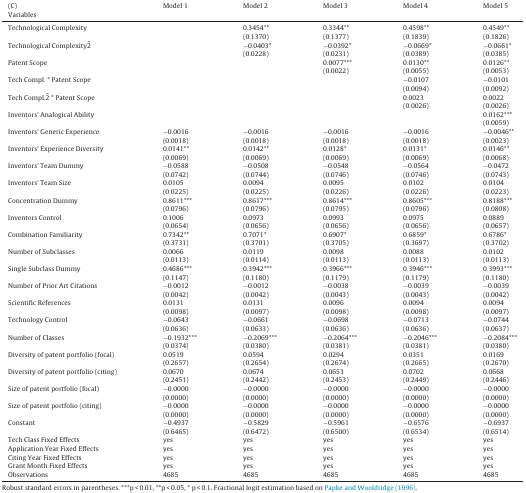 (C) Model 1 Model 2 Model 3 Model 4 Model 5
Variables
Technological Complexity 0.3454** 0.3344** 0.4598** 0.4549**
(0.1370) (0.1377) (0.1839) (0.1826)
Technological Complexity2̂ −0.0403* −0.0392* −0.0669* −0.0661*
(0.0228) (0.0231) (0.0389) (0.0385)
Patent Scope 0.0077*** 0.0130** 0.0126**
(0.0022) (0.0055) (0.0053)
Tech Compl. * Patent Scope −0.0107 −0.0101
(0.0094) (0.0092)
Tech Compl.2̂ * Patent Scope 0.0023 0.0022
(0.0026) (0.0026)
Inventors' Analogical Ability 0.0162***
(0.0059)
Inventors' Generic Experience −0.0016 −0.0016 −0.0016 −0.0016 −0.0046**
(0.0018) (0.0018) (0.0018) (0.0018) (0.0023)
Inventors' Experience Diversity 0.0141** 0.0142** 0.0128* 0.0131* 0.0146**
(0.0069) (0.0069) (0.0069) (0.0069) (0.0068)
Inventors' Team Dummy −0.0588 −0.0508 −0.0548 −0.0564 −0.0472
(0.0742) (0.0744) (0.0746) (0.0746) (0.0743)
Inventors' Team Size 0.0105 0.0094 0.0095 0.0102 0.0104
(0.0225) (0.0225) (0.0226) (0.0226) (0.0223)
Concentration Dummy 0.8611*** 0.8617*** 0.8614*** 0.8605*** 0.8188***
(0.0796) (0.0796) (0.0795) (0.0796) (0.0808)
Inventors Control 0.1006 0.0973 0.0993 0.0975 0.0889
(0.0654) (0.0656) (0.0656) (0.0656) (0.0657)
Combination Familiarity 0.7342** 0.7071* 0.6907* 0.6859* 0.6786*
(0.3731) (0.3701) (0.3705) (0.3697) (0.3702)
Number of Subclasses 0.0066 0.0119 0.0098 0.0088 0.0102
(0.0113) (0.0114) (0.0113) (0.0113) (0.0113)
Single Subclass Dummy 0.4686*** 0.3942*** 0.3966*** 0.3946*** 0.3993***
(0.1147) (0.1180) (0.1179) (0.1179) (0.1180)
Number of Prior Art Citations −0.0012 −0.0012 −0.0038 −0.0039 −0.0039
(0.0042) (0.0042) (0.0043) (0.0043) (0.0042)
Scientific References 0.0131 0.0131 0.0096 0.0094 0.0094
(0.0098) (0.0097) (0.0098) (0.0098) (0.0097)
Technology Control −0.0643 −0.0661 −0.0698 −0.0713 −0.0744
(0.0636) (0.0633) (0.0636) (0.0636) (0.0637)
Number of Classes −0.1932*** −0.2069*** −0.2064*** −0.2046*** −0.2084***
(0.0374) (0.0380) (0.0381) (0.0381) (0.0380)
Diversity of patent portfolio (focal) 0.0519 0.0594 0.0294 0.0351 0.0169
(0.2657) (0.2654) (0.2674) (0.2665) (0.2670)
Diversity of patent portfolio (citing) 0.0670 0.0674 0.0653 0.0702 0.0668
(0.2451) (0.2442) (0.2453) (0.2449) (0.2446)
Size of patent portfolio (focal) −0.0000 −0.0000 −0.0000 −0.0000 −0.0000
(0.0000) (0.0000) (0.0000) (0.0000) (0.0000)
Size of patent portfolio (citing) −0.0000 −0.0000 −0.0000 −0.0000 −0.0000
(0.0000) (0.0000) (0.0000) (0.0000) (0.0000)
Constant −0.4937 −0.5829 −0.5961 −0.6576 −0.6937
(0.6465) (0.6472) (0.6500) (0.6534) (0.6514)
Tech Class Fixed Effects yes yes yes yes yes
Application Year Fixed Effects yes yes yes yes yes
Citing Year Fixed Effects yes yes yes yes yes
Grant Month Fixed Effects yes yes yes yes yes
Observations 4685 4685 4685 4685 4685
Robust standard errors in parentheses. ***p < 0.01, **p < 0.05, * p < 0.1. Fractional logit estimation based on Papke and Wooldridge (1996).